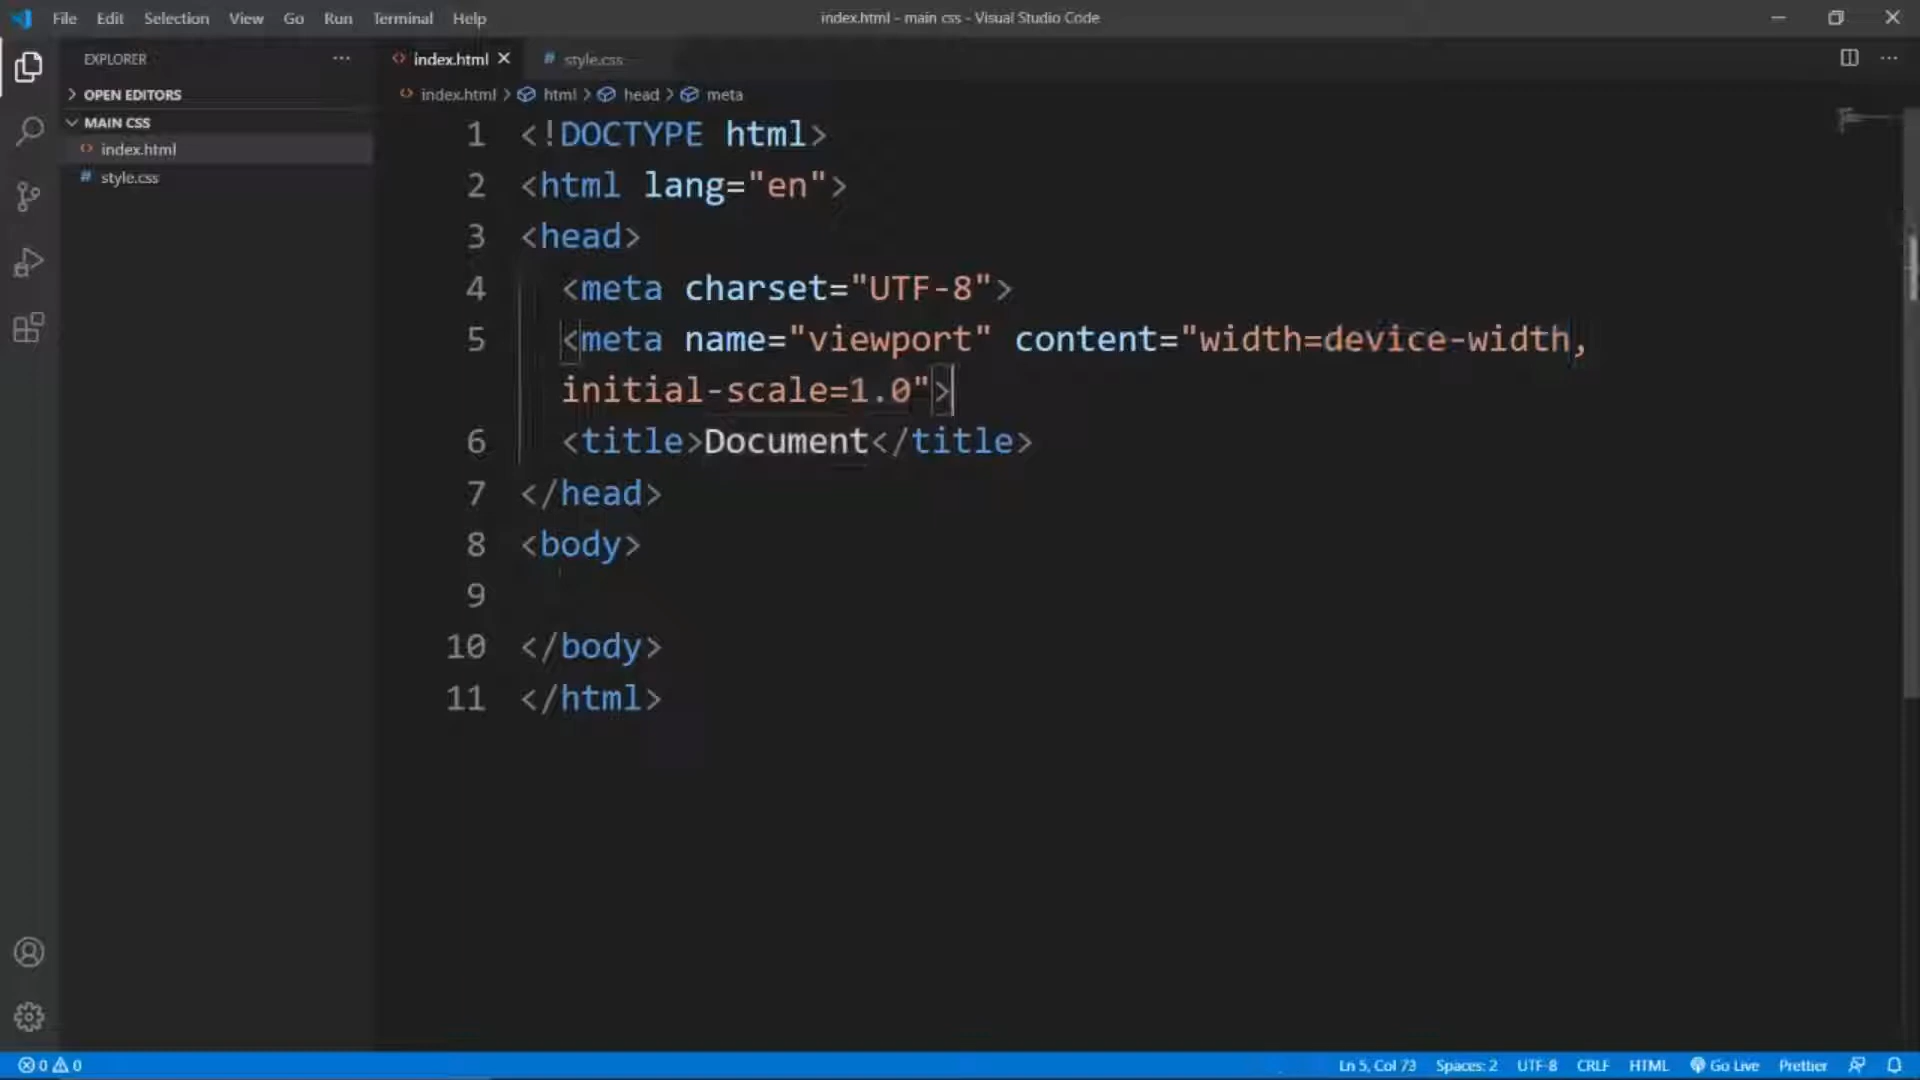 File Edit Selection View Go Run Terminal Help
index.html - main css - Visual Studio Code
EXPLORER
OPEN EDITORS
MAIN CSS
index.html
style.css
index.html
style.css
index.html > html > head > meta
1 <!DOCTYPE html>
2 <html lang="en">
3 <head>
4 <meta charset="UTF-8">
5 <meta name="viewport" content="width=device-width,
initial-scale=1.0">
6 <title>Document</title>
7 </head>
8 <body>
9
10 </body>
11 </html>
0 0
Ln 5, Col 73 Spaces: 2 UTF-8 CRLF HTML Go Live Prettier